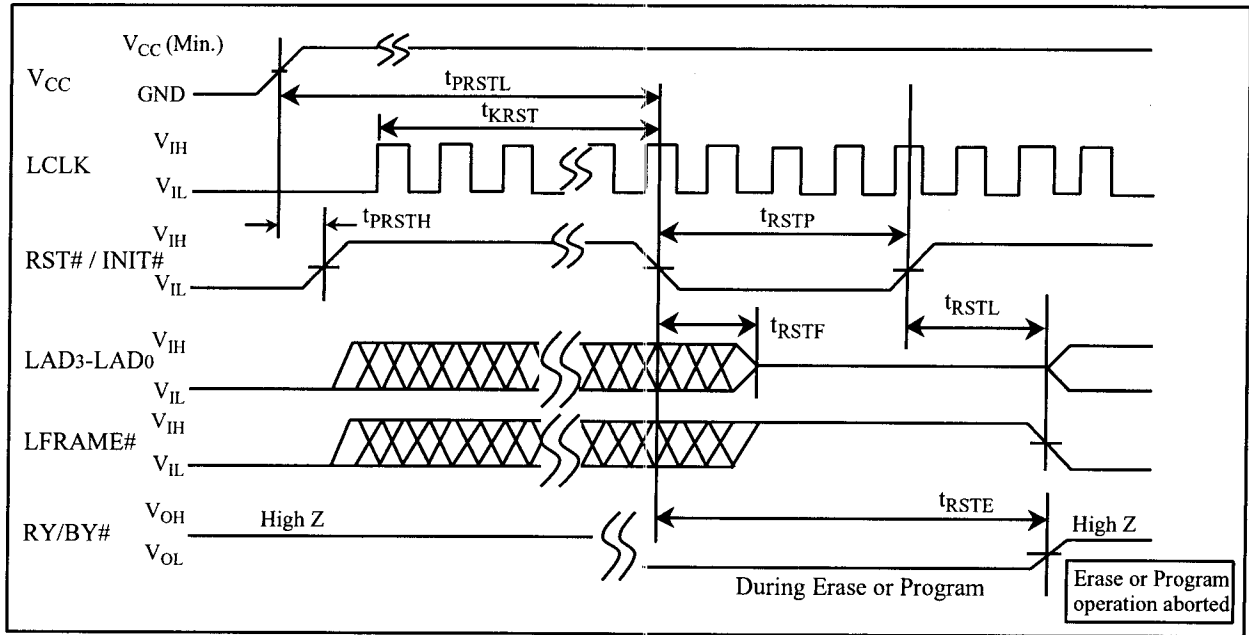 V_CC (Min.)
V_CC
GND
t_PRSTL
t_KRST
V_IH
LCLK
V_IL
t_PRSTH
V_IH
RST# / INIT#
V_IL
t_RSTP
t_RSTL
t_RSTF
V_IH
LAD3-LAD0
V_IL
V_IH
LFRAME#
V_IL
t_RSTE
V_OH
High Z
High Z
RY/BY#
V_OL
During Erase or Program
Erase or Program
operation aborted